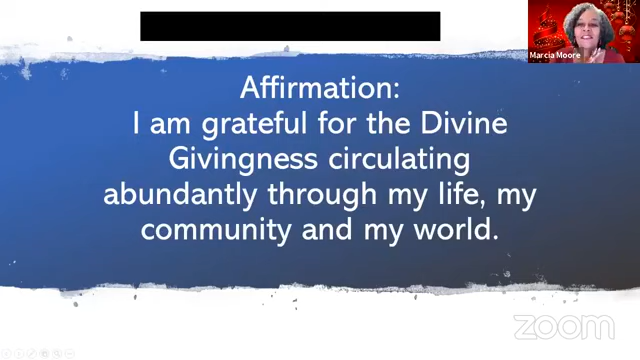 Marcia Moore
Affirmation:
I am grateful for the Divine
Givingness circulating
abundantly through my life, my
community and my world.
zoom